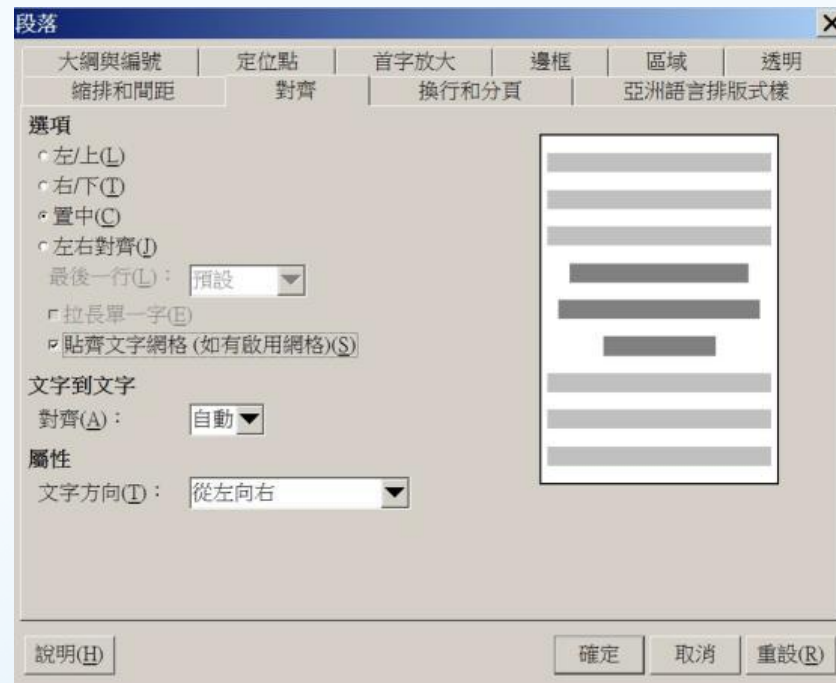 段落
大綱與編號 定位點 首字放大 邊框 區域 透明
縮排和間距 對齊 換行和分頁 亞洲語言排版式樣
選項
左/上(L)
右/下(T)
置中(C)
左右對齊(J)
最後一行(L)： 預設
拉長單一字(E)
貼齊文字網格 (如有啟用網格)(S)
文字到文字
對齊(A)： 自動
屬性
文字方向(T)： 從左向右
說明(H) 確定 取消 重設(R)